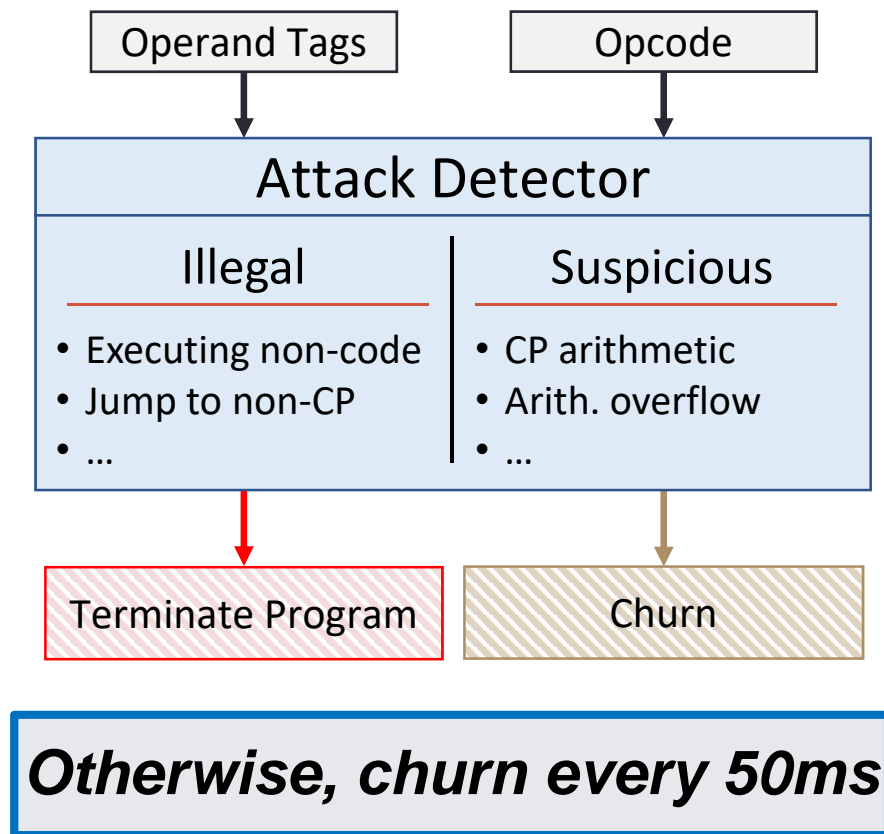 Operand Tags
Opcode
Attack Detector
Illegal
Suspicious
• Executing non-code
• Jump to non-CP
• ...
• CP arithmetic
• Arith. overflow
• ...
Terminate Program
Churn
Otherwise, churn every 50ms